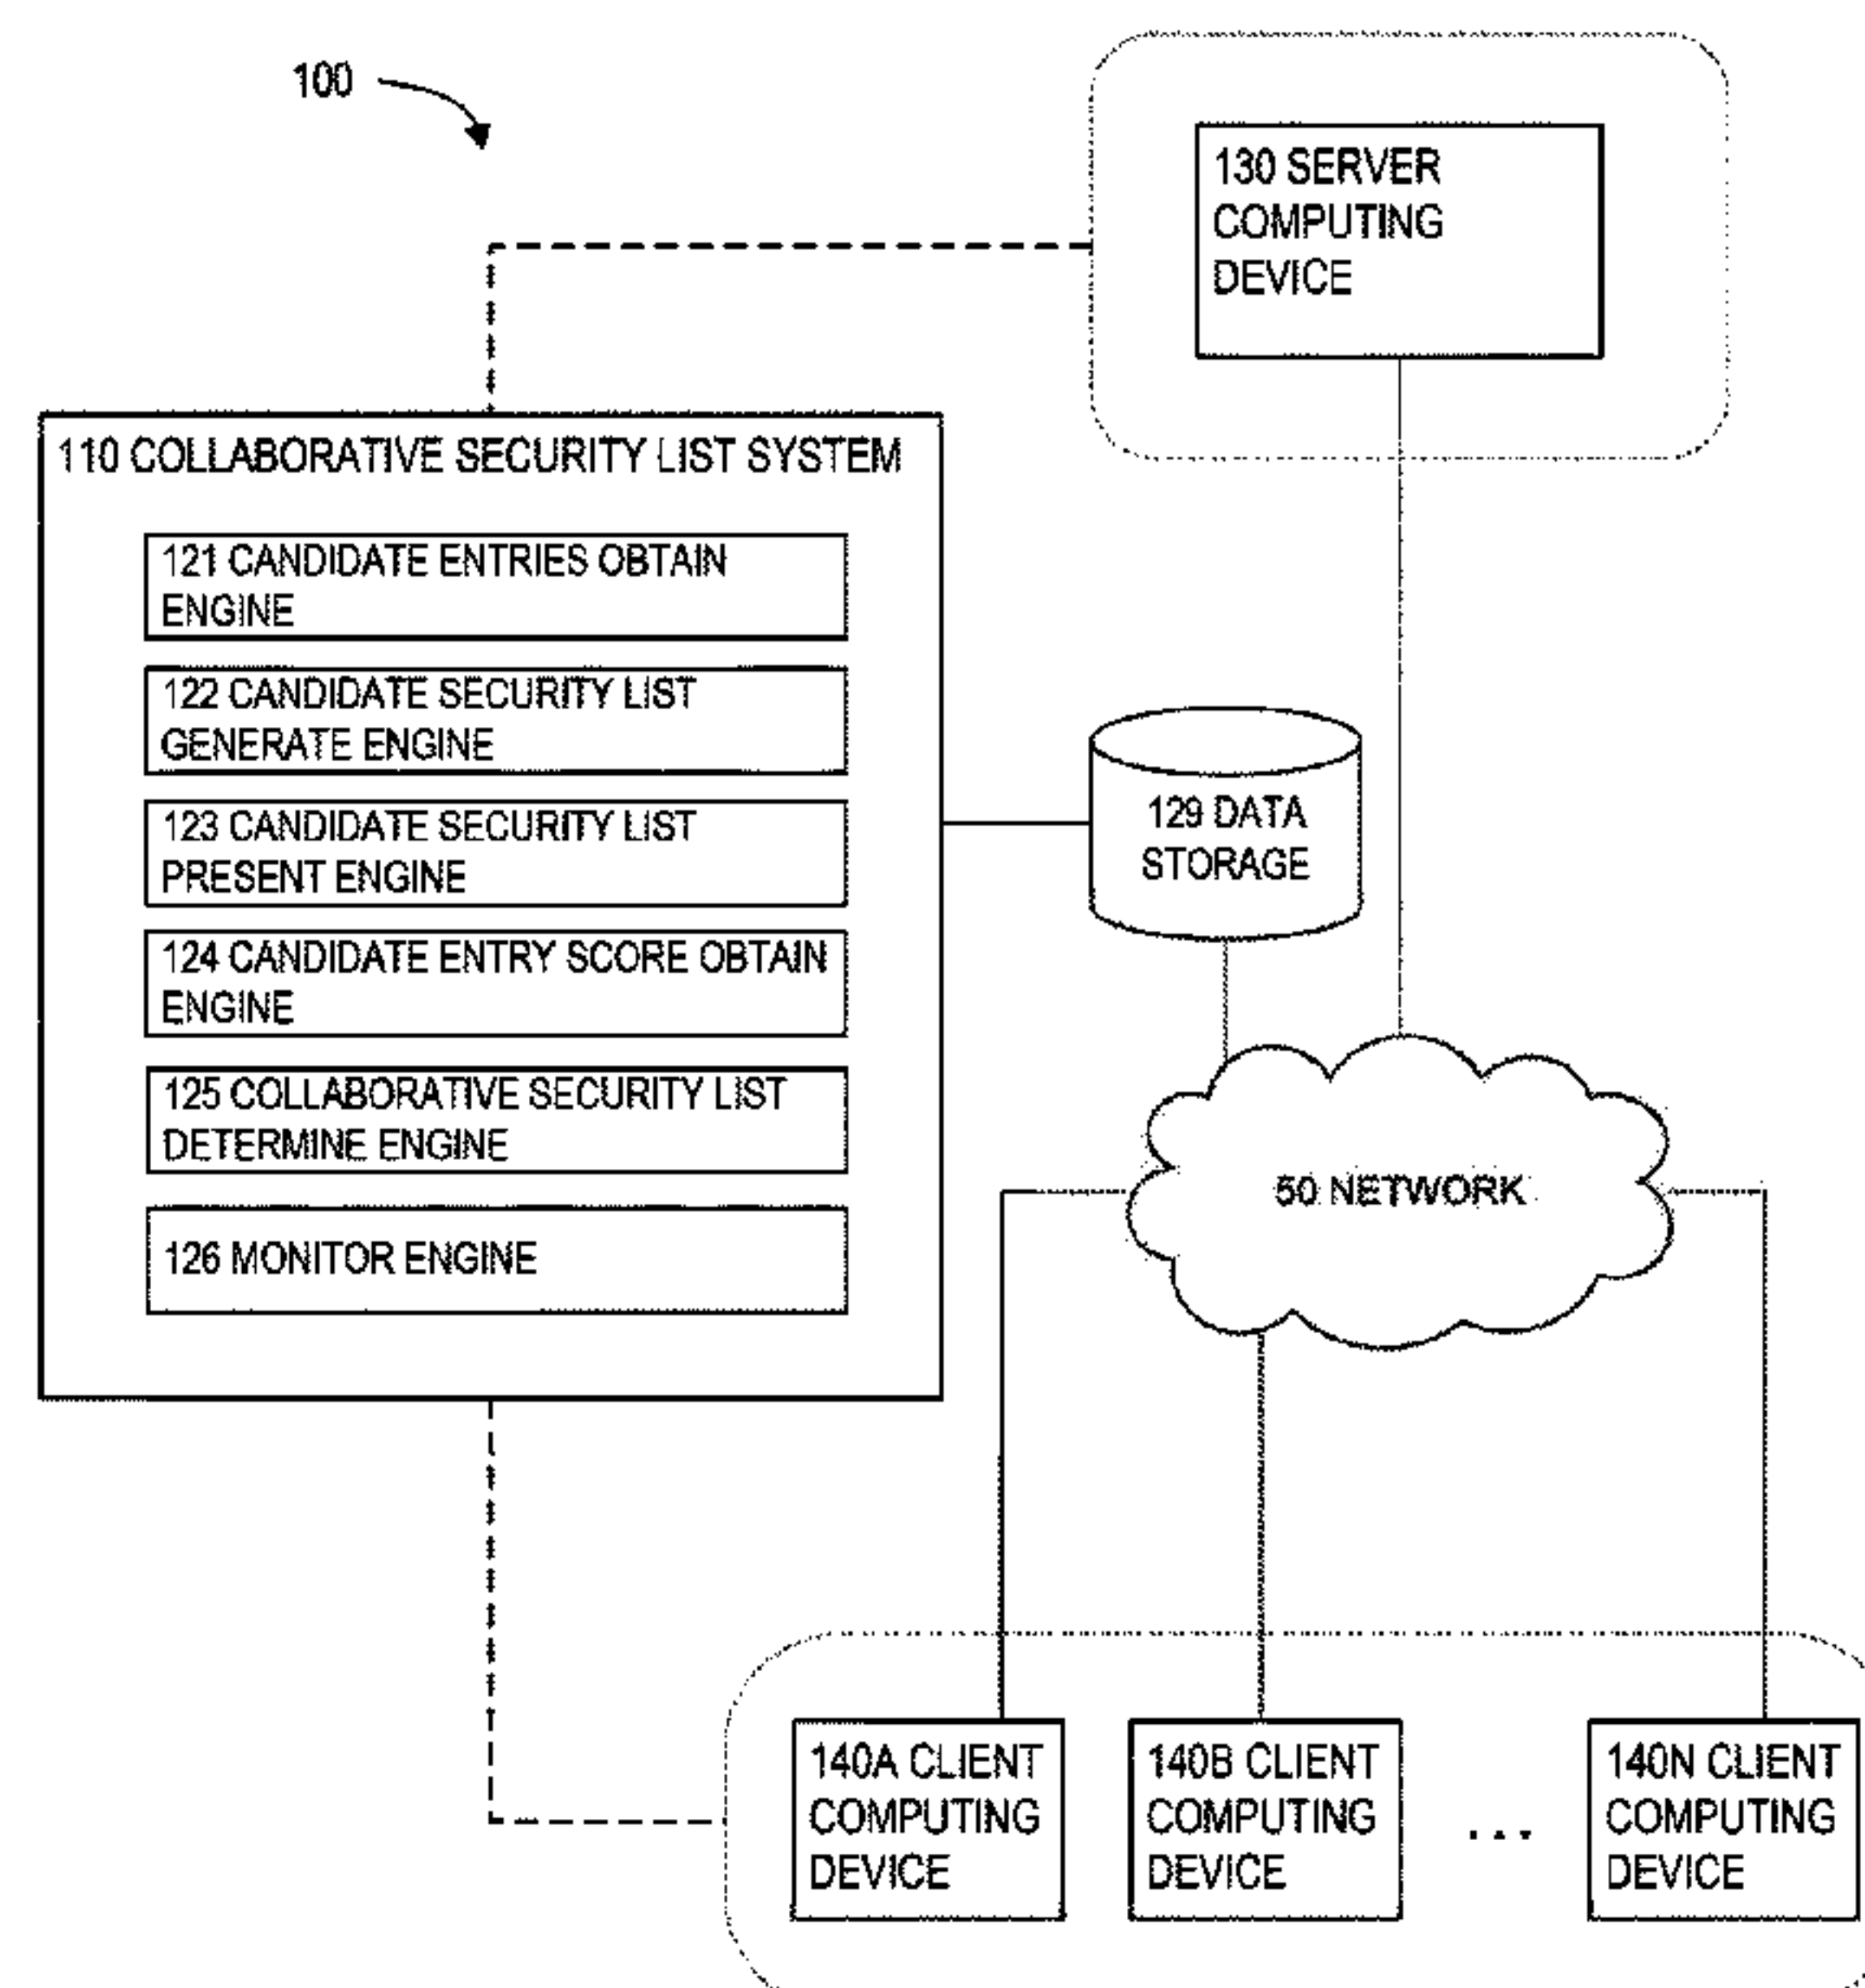 100
130 SERVER
COMPUTING
DEVICE
110 COLLABORATIVE SECURITY LIST SYSTEM
121 CANDIDATE ENTRIES OBTAIN
ENGINE
122 CANDIDATE SECURITY LIST
GENERATE ENGINE
123 CANDIDATE SECURITY LIST
PRESENT ENGINE
124 CANDIDATE ENTRY SCORE OBTAIN
ENGINE
125 COLLABORATIVE SECURITY LIST
DETERMINE ENGINE
126 MONITOR ENGINE
129 DATA
STORAGE
50 NETWORK
140A CLIENT
COMPUTING
DEVICE
140B CLIENT
COMPUTING
DEVICE
...
140N CLIENT
COMPUTING
DEVICE